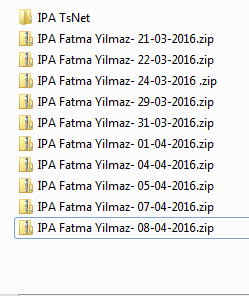 IPA TsNet
IPA Fatma Yilmaz- 21-03-2016.zip
IPA Fatma Yilmaz- 22-03-2016.zip
IPA Fatma Yilmaz- 24-03-2016 .zip
IPA Fatma Yilmaz- 29-03-2016.zip
IPA Fatma Yilmaz- 31-03-2016.zip
IPA Fatma Yilmaz- 01-04-2016.zip
IPA Fatma Yilmaz- 04-04-2016.zip
IPA Fatma Yilmaz- 05-04-2016.zip
IPA Fatma Yilmaz- 07-04-2016.zip
IPA Fatma Yilmaz- 08-04-2016.zip